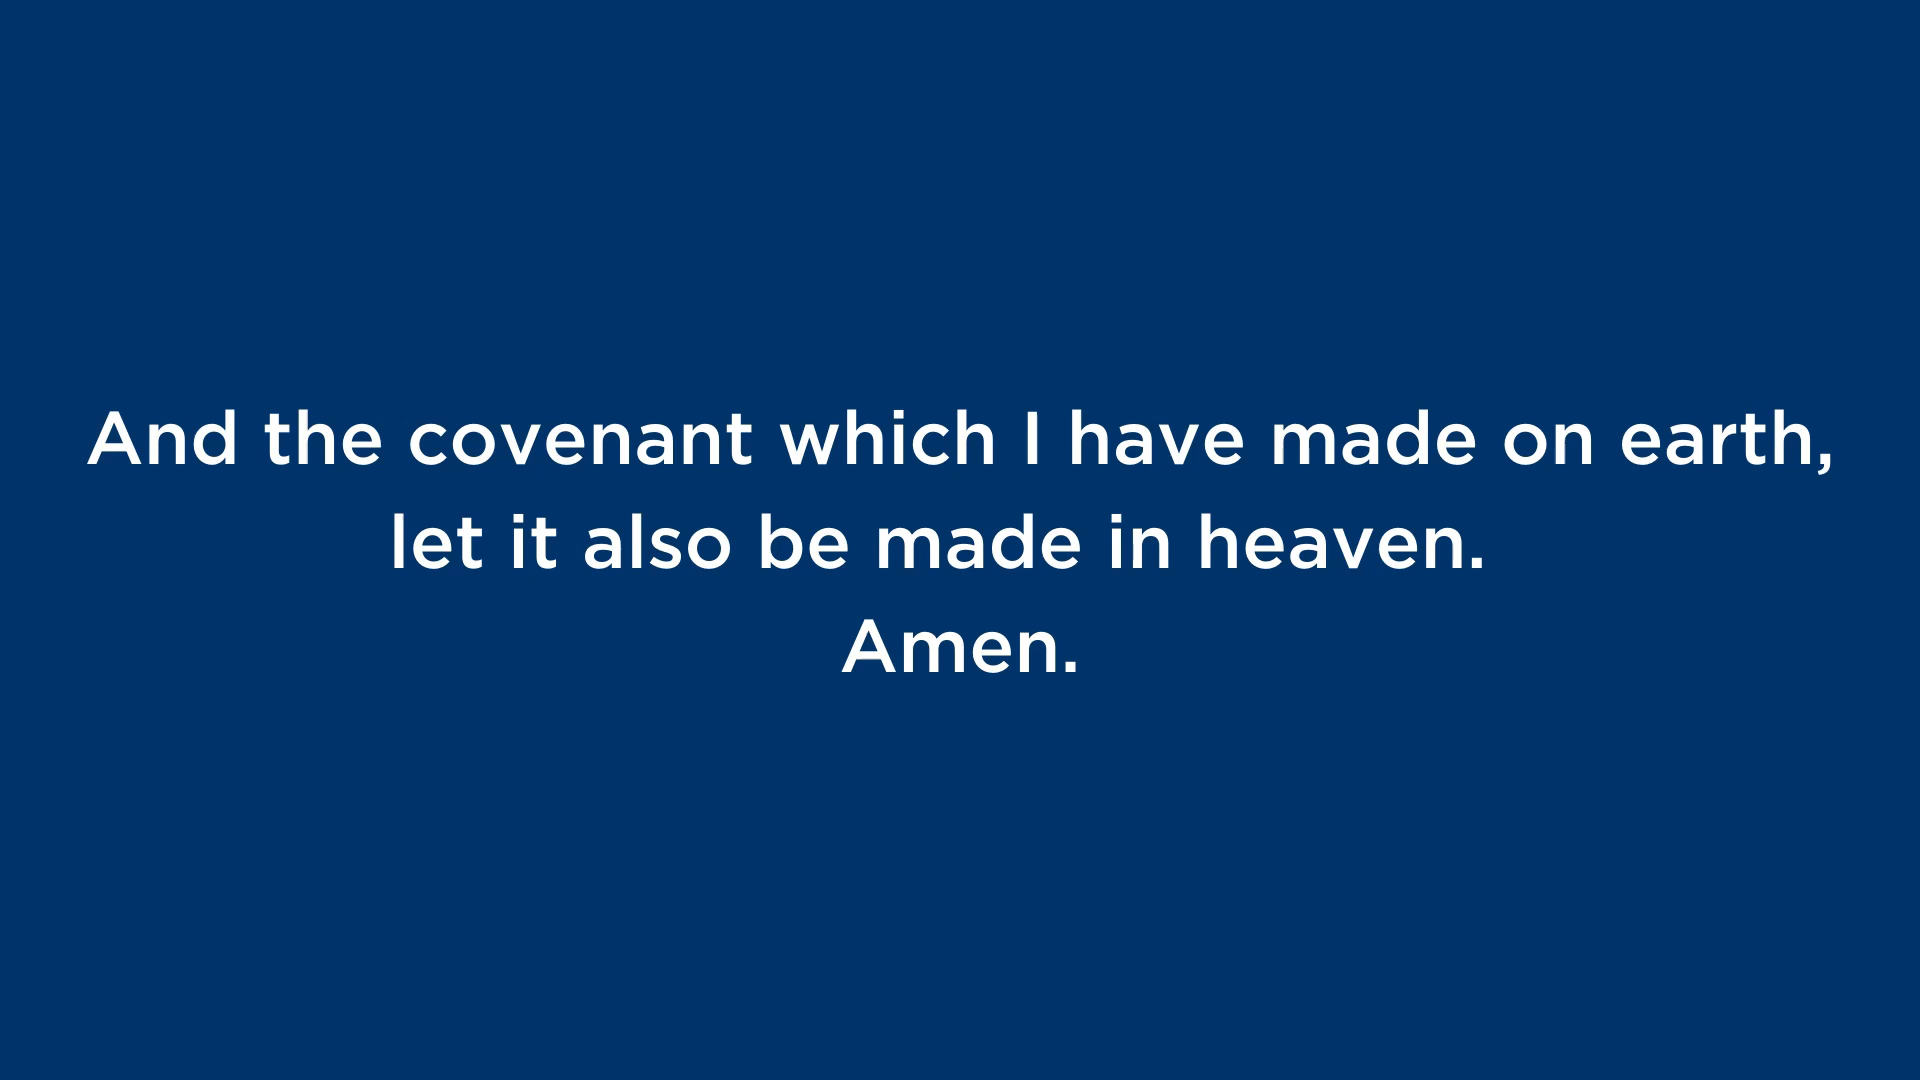 And the covenant which I have made on earth,
let it also be made in heaven.
Amen.